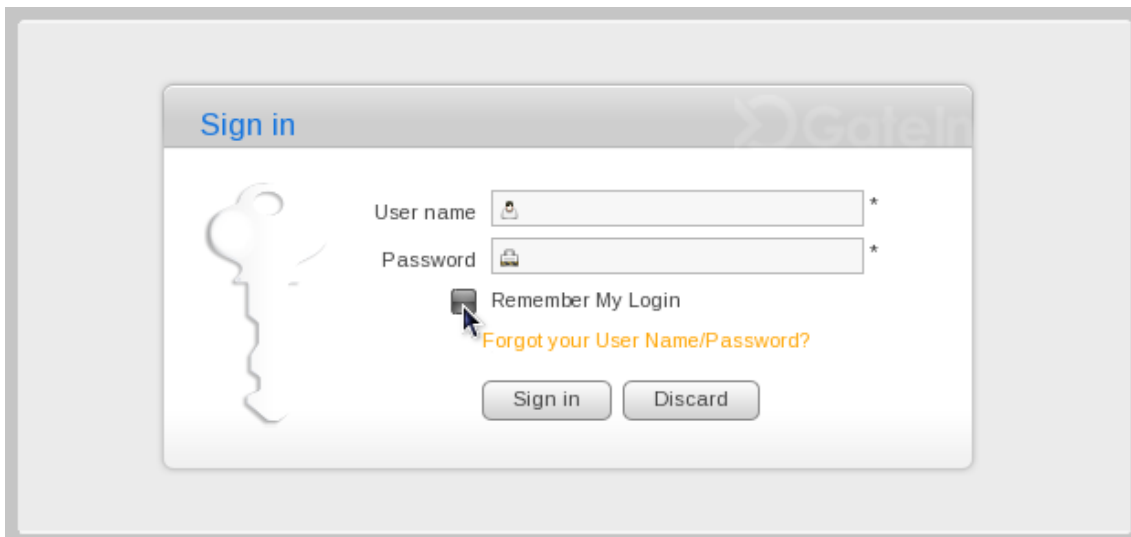 Sign in
GateIn
User name *
Password *
Remember My Login
Forgot your User Name/Password?
Sign in Discard